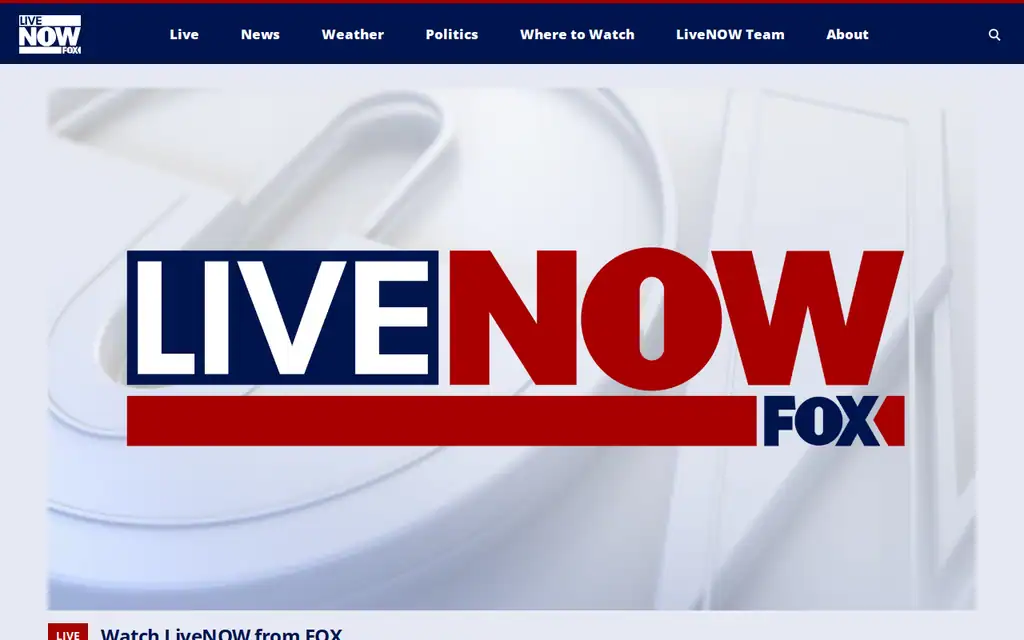 LIVE
NOW
FOX
Live News Weather Politics Where to Watch LiveNOW Team About
LIVE NOW
FOX
LIVE Watch LiveNOW from FOX